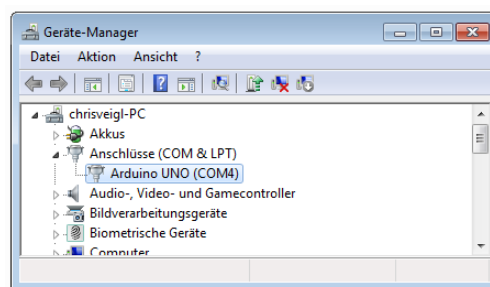 Geräte-Manager
Datei Aktion Ansicht ?
chrisveigl-PC
Akkus
Anschlüsse (COM & LPT)
Arduino UNO (COM4)
Audio-, Video- und Gamecontroller
Bildverarbeitungsgeräte
Biometrische Geräte
Computer